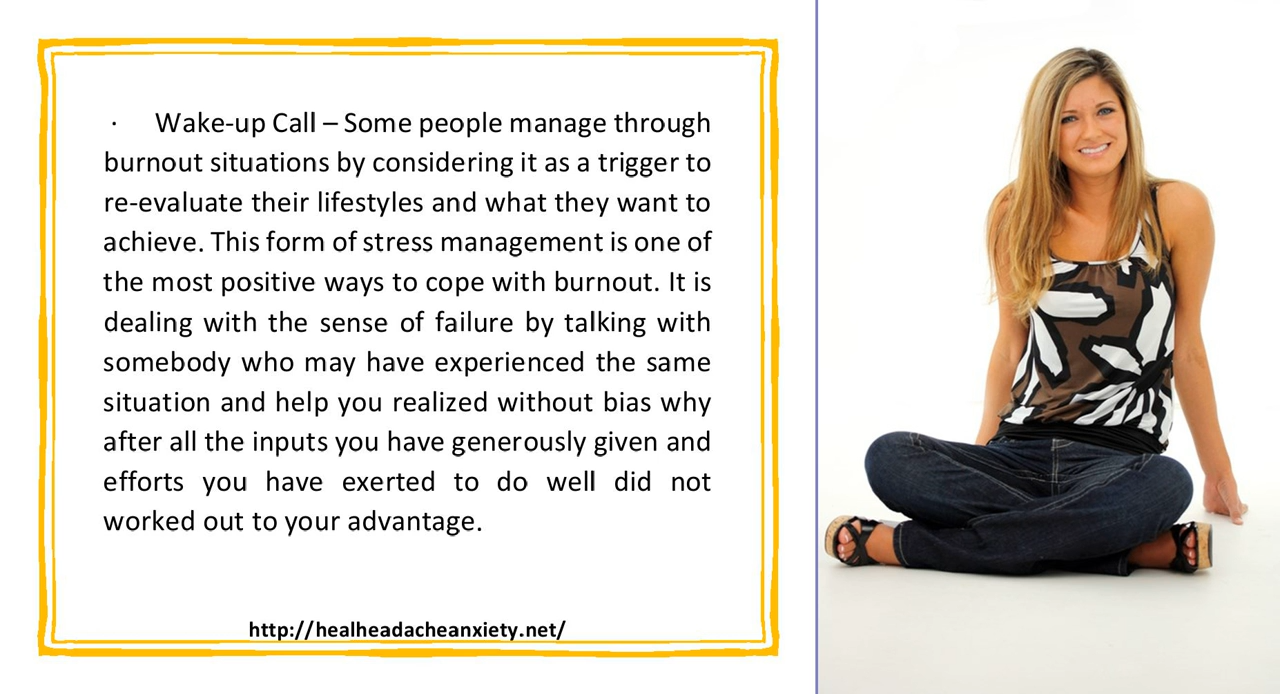 · Wake-up Call – Some people manage through
burnout situations by considering it as a trigger to
re-evaluate their lifestyles and what they want to
achieve. This form of stress management is one of
the most positive ways to cope with burnout. It is
dealing with the sense of failure by talking with
somebody who may have experienced the same
situation and help you realized without bias why
after all the inputs you have generously given and
efforts you have exerted to do well did not
worked out to your advantage.
http://healheadacheanxiety.net/